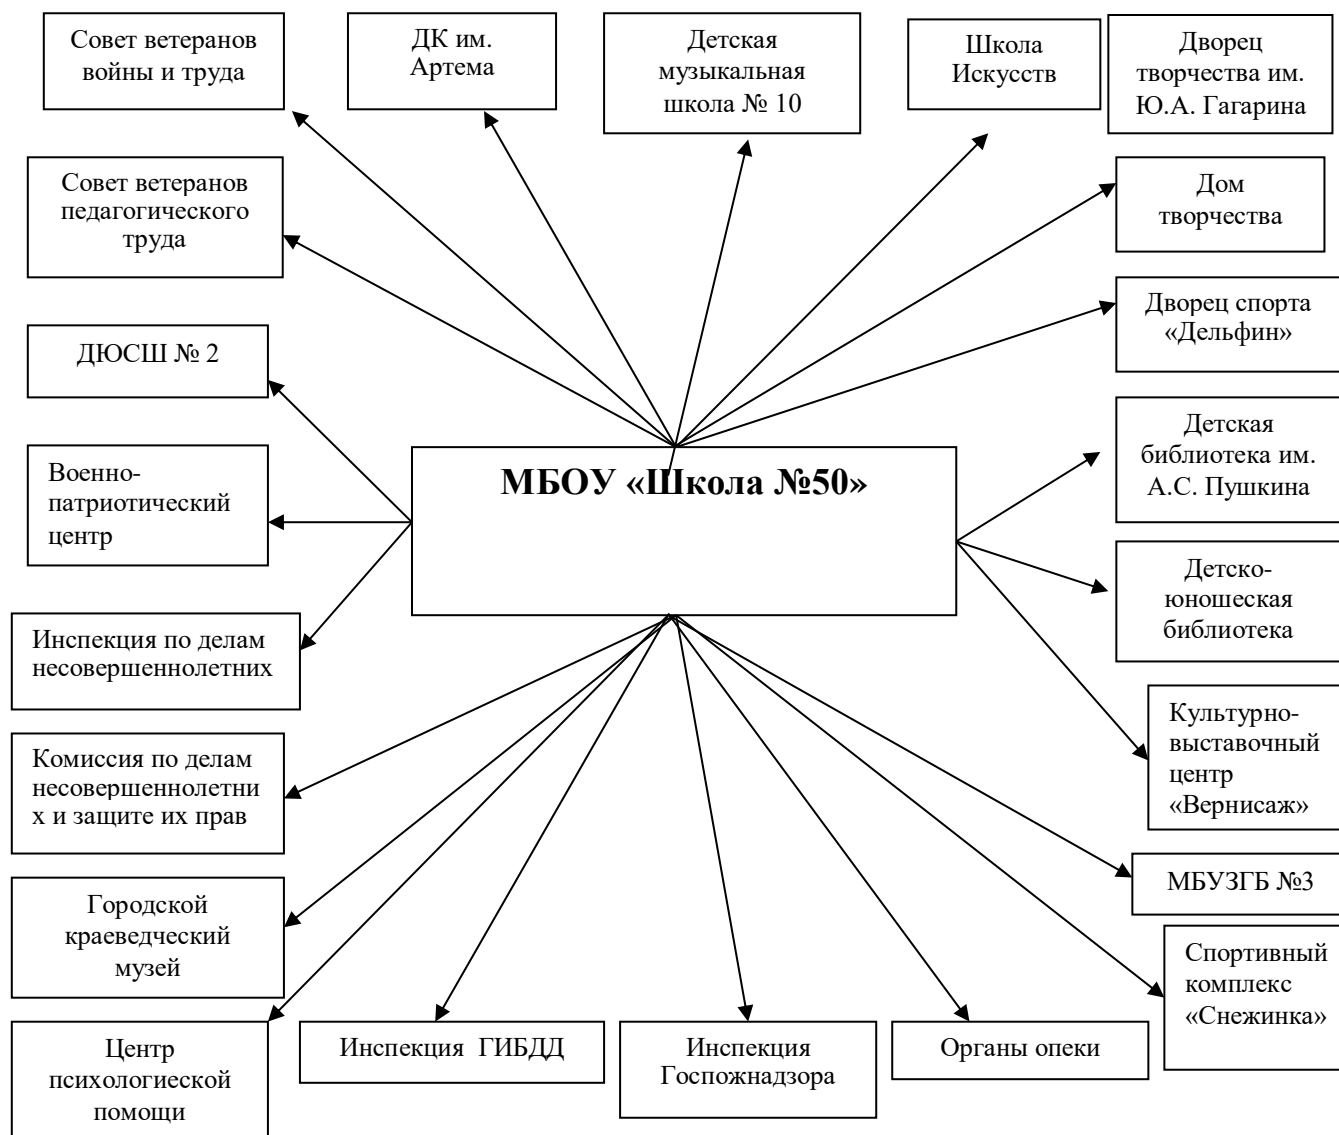 Совет ветеранов
войны и труда
ДК им.
Артема
Детская
музыкальная
школа № 10
Школа
Искусств
Дворец
творчества им.
Ю.А. Гагарина
Совет ветеранов
педагогического
труда
Дом
творчества
Дворец спорта
«Дельфин»
ДЮСШ № 2
Детская
библиотека им.
А.С. Пушкина
Военно-
патриотический
центр
МБОУ «Школа №50»
Детско-
юношеская
библиотека
Инспекция по делам
несовершеннолетних
Культурно-
выставочный
центр
«Вернисаж»
Комиссия по делам
несовершеннолетни
х и защите их прав
МБУЗГБ №3
Городской
краеведческий
музей
Спортивный
комплекс
«Снежинка»
Центр
психологиеской
помощи
Инспекция ГИБДД
Инспекция
Госпожнадзора
Органы опеки